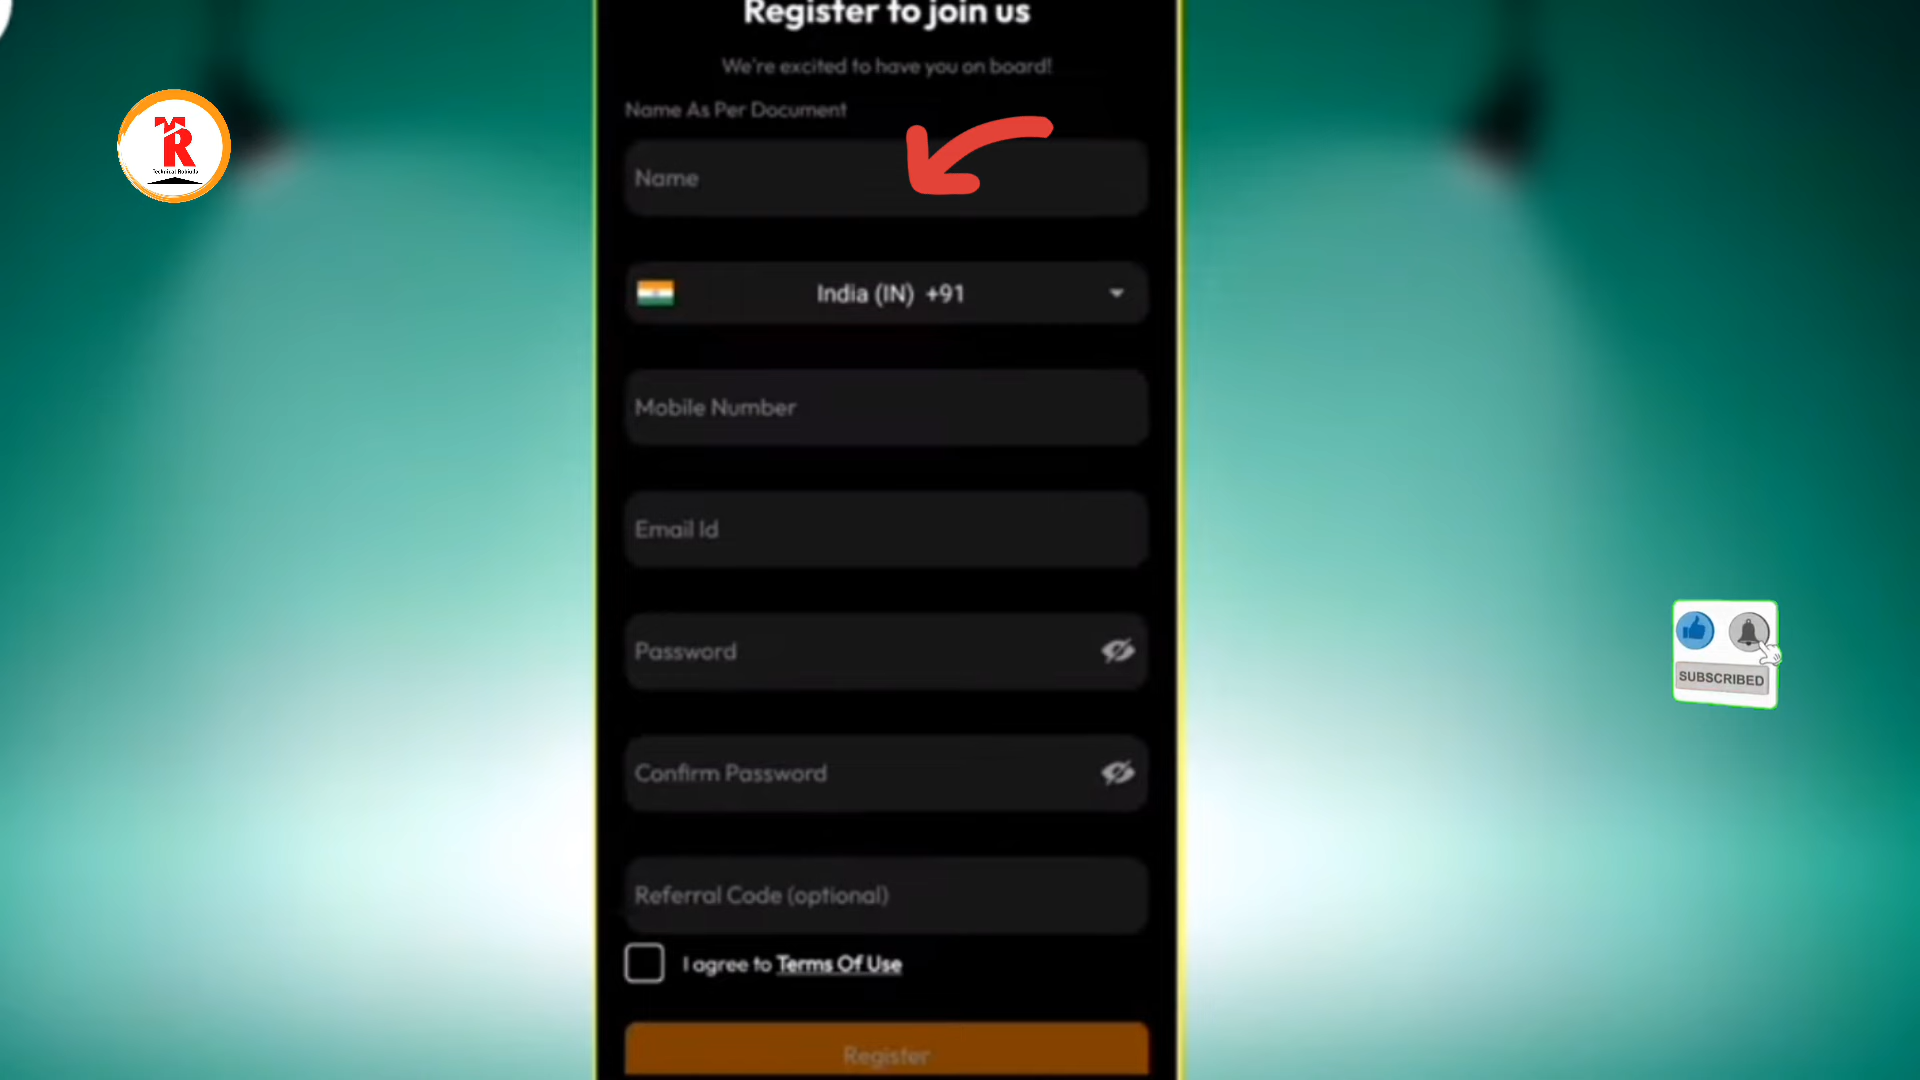 Register to join us
We're excited to have you on board!
Name As Per Document
Name
India (IN) +91
Mobile Number
Email Id
Password
Confirm Password
Referral Code (optional)
I agree to Terms Of Use
Register
SUBSCRIBED